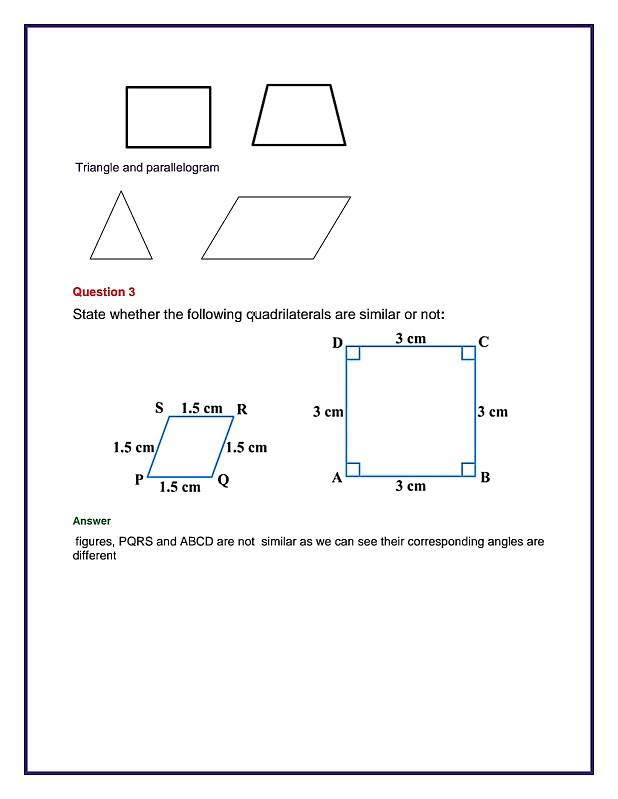 Triangle and parallelogram
Question 3
State whether the following quadrilaterals are similar or not:
D 3 cm C
3 cm 3 cm
A 3 cm B
S 1.5 cm R
1.5 cm 1.5 cm
P 1.5 cm Q
Answer
figures, PQRS and ABCD are not similar as we can see their corresponding angles are
different